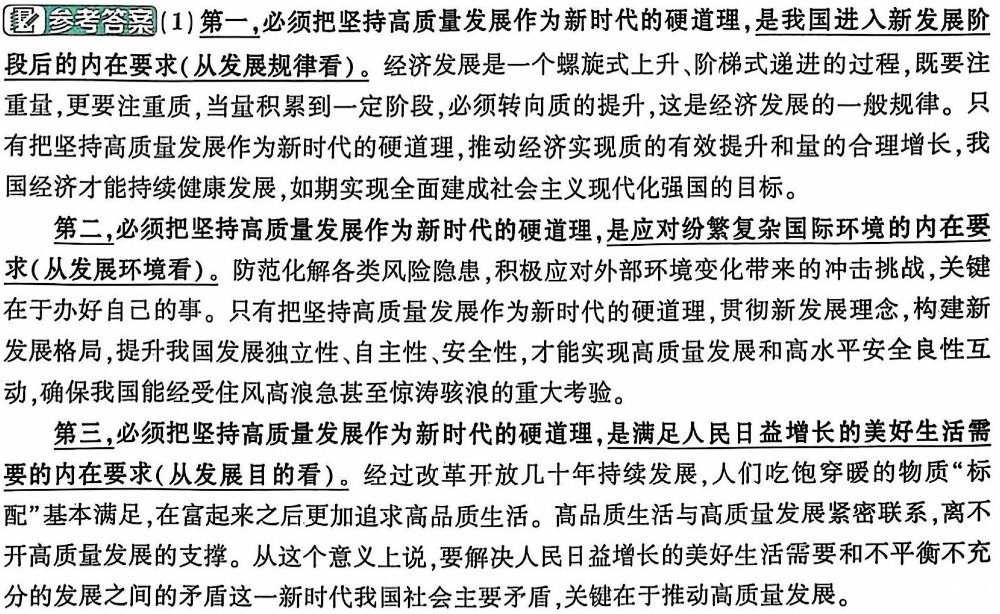 参考答案(1)第一,必须把坚持高质量发展作为新时代的硬道理,是我国进入新发展阶
段后的内在要求(从发展规律看)。经济发展是一个螺旋式上升、阶梯式递进的过程,既要注
重量,更要注重质,当量积累到一定阶段,必须转向质的提升,这是经济发展的一般规律。只
有把坚持高质量发展作为新时代的硬道理,推动经济实现质的有效提升和量的合理增长,我
国经济才能持续健康发展,如期实现全面建成社会主义现代化强国的目标。
第二,必须把坚持高质量发展作为新时代的硬道理,是应对纷繁复杂国际环境的内在要
求(从发展环境看)。防范化解各类风险隐患,积极应对外部环境变化带来的冲击挑战,关键
在于办好自己的事。只有把坚持高质量发展作为新时代的硬道理,贯彻新发展理念,构建新
发展格局,提升我国发展独立性、自主性、安全性,才能实现高质量发展和高水平安全良性互
动,确保我国能经受住风高浪急甚至惊涛骇浪的重大考验。
第三,必须把坚持高质量发展作为新时代的硬道理,是满足人民日益增长的美好生活需
要的内在要求(从发展目的看)。经过改革开放几十年持续发展,人们吃饱穿暖的物质“标
配”基本满足,在富起来之后更加追求高品质生活。高品质生活与高质量发展紧密联系,离不
开高质量发展的支撑。从这个意义上说,要解决人民日益增长的美好生活需要和不平衡不充
分的发展之间的矛盾这一新时代我国社会主要矛盾,关键在于推动高质量发展。